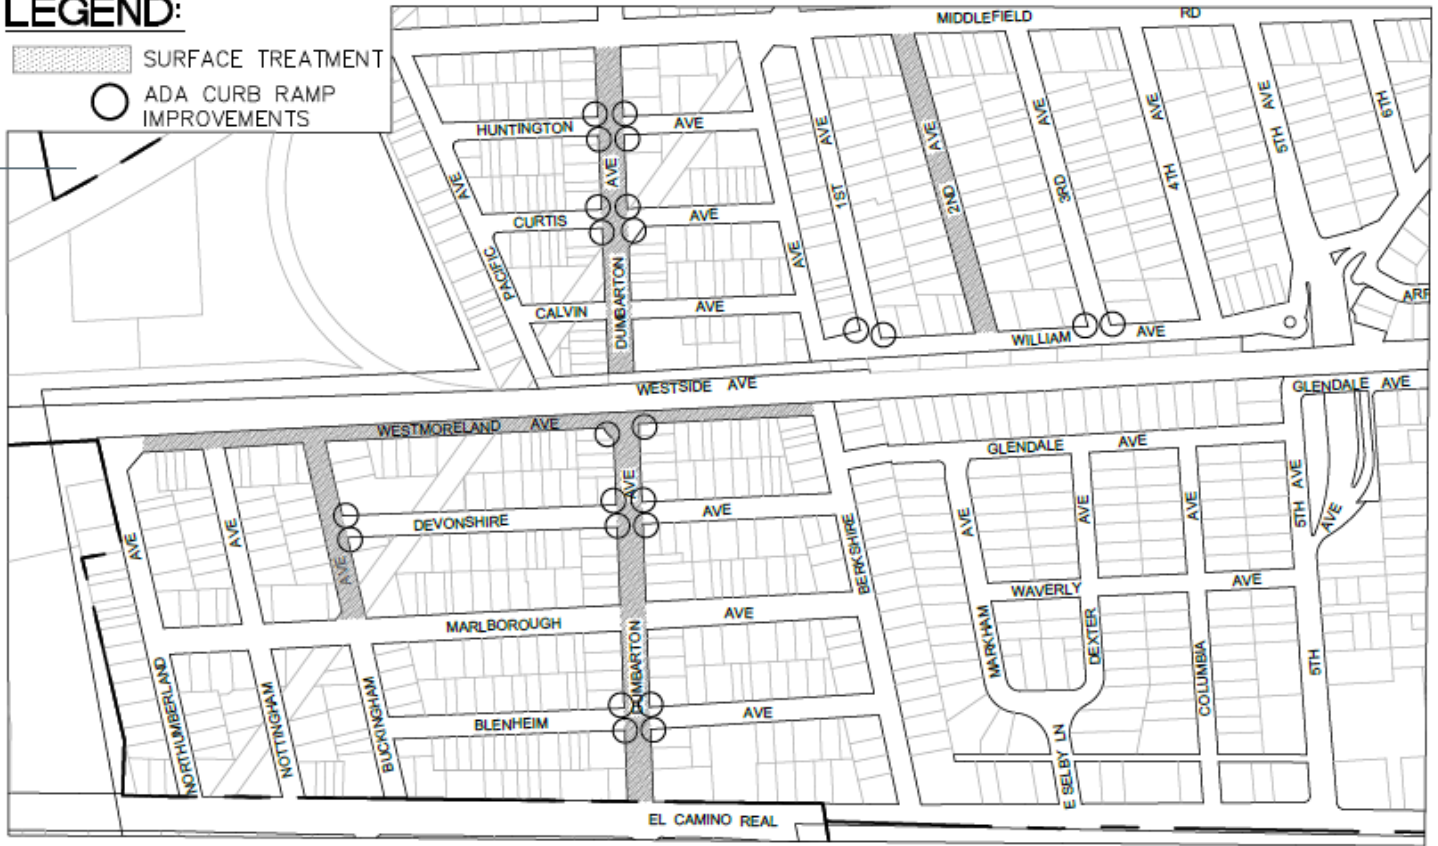 LEGEND:
SURFACE TREATMENT
ADA CURB RAMP
IMPROVEMENTS
MIDDLEFIELD RD
HUNTINGTON AVE
CURTIS AVE
CALVIN AVE
PACIFIC AVE
DUMBARTON AVE
AVE
1ST AVE
2ND AVE
3RD AVE
4TH AVE
5TH AVE
6TH
ARR
WILLIAM AVE
WESTSIDE AVE
GLENDALE AVE
WESTMORELAND AVE
GLENDALE AVE
DEVONSHIRE AVE
MARLBOROUGH AVE
BLENHEIM AVE
NORTHUMBERLAND AVE
NOTTINGHAM AVE
BUCKINGHAM AVE
DUMBARTON AVE
BERKSHIRE
MARKHAM AVE
DEXTER AVE
COLUMBIA AVE
5TH AVE
5TH AVE
WAVERLY AVE
E SELBY LN
EL CAMINO REAL